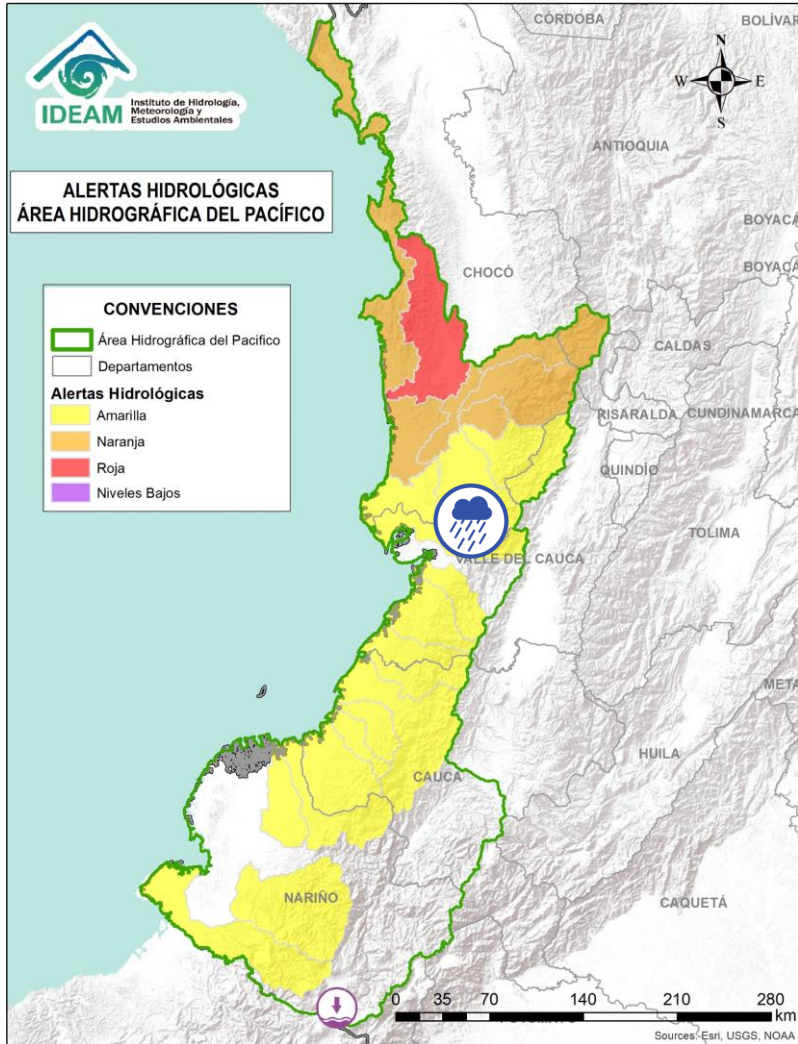 CÓRDOBA
BOLÍVAR
IDEAM
Instituto de Hidrología,
Meteorología y
Estudios Ambientales
N
W
E
S
ANTIOQUIA
ALERTAS HIDROLÓGICAS
ÁREA HIDROGRÁFICA DEL PACÍFICO
BOYACÁ
BOYACÁ
CHOCÓ
CONVENCIONES
Área Hidrográfica del Pacífico
Departamentos
Alertas Hidrológicas
Amarilla
Naranja
Roja
Niveles Bajos
CALDAS
RISARALDA
CUNDINAMARCA
QUINDÍO
TOLIMA
VALLE DEL CAUCA
META
HUILA
CAUCA
NARIÑO
CAQUETÁ
0 35 70 140 210 280
km
Sources: Esri, USGS, NOAA